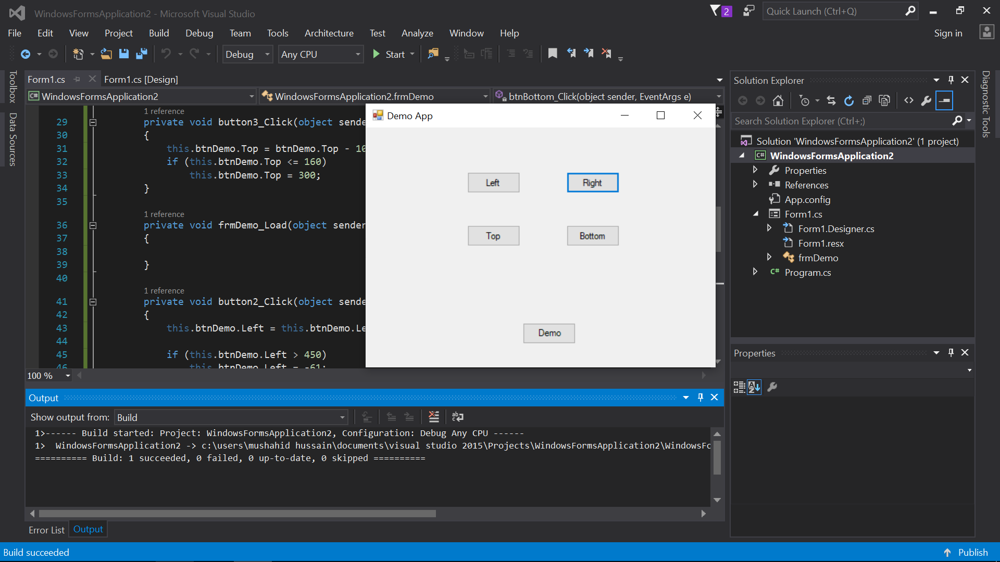 WindowsFormsApplication2 - Microsoft Visual Studio
2
Quick Launch (Ctrl+Q)
File Edit View Project Build Debug Team Tools Architecture Test Analyze Window Help
Sign in
Debug
Any CPU
Start
Toolbox
Data Sources
Form1.cs
Form1.cs [Design]
WindowsFormsApplication2
WindowsFormsApplication2.frmDemo
btnBottom_Click(object sender, EventArgs e)
1 reference
29 private void button3_Click(object sende
30 {
31 this.btnDemo.Top = btnDemo.Top - 10
32 if (this.btnDemo.Top <= 160)
33 this.btnDemo.Top = 300;
34 }
35
1 reference
36 private void frmDemo_Load(object sender
37 {
38
39 }
40
1 reference
41 private void button2_Click(object sende
42 {
43 this.btnDemo.Left = this.btnDemo.Le
44
45 if (this.btnDemo.Left > 450)
46 this.btnDemo.Left = -61;
100 %
Demo App
Left
Right
Top
Bottom
Demo
Output
Show output from: Build
1>------ Build started: Project: WindowsFormsApplication2, Configuration: Debug Any CPU ------
1> WindowsFormsApplication2 -> c:\users\mushahid hussain\documents\visual studio 2015\Projects\WindowsFormsApplication2\WindowsFo
========== Build: 1 succeeded, 0 failed, 0 up-to-date, 0 skipped ==========
Error List
Output
Solution Explorer
Search Solution Explorer (Ctrl+;)
Solution 'WindowsFormsApplication2' (1 project)
C# WindowsFormsApplication2
Properties
References
App.config
Form1.cs
Form1.Designer.cs
Form1.resx
frmDemo
C# Program.cs
Properties
Diagnostic Tools
Build succeeded
Publish